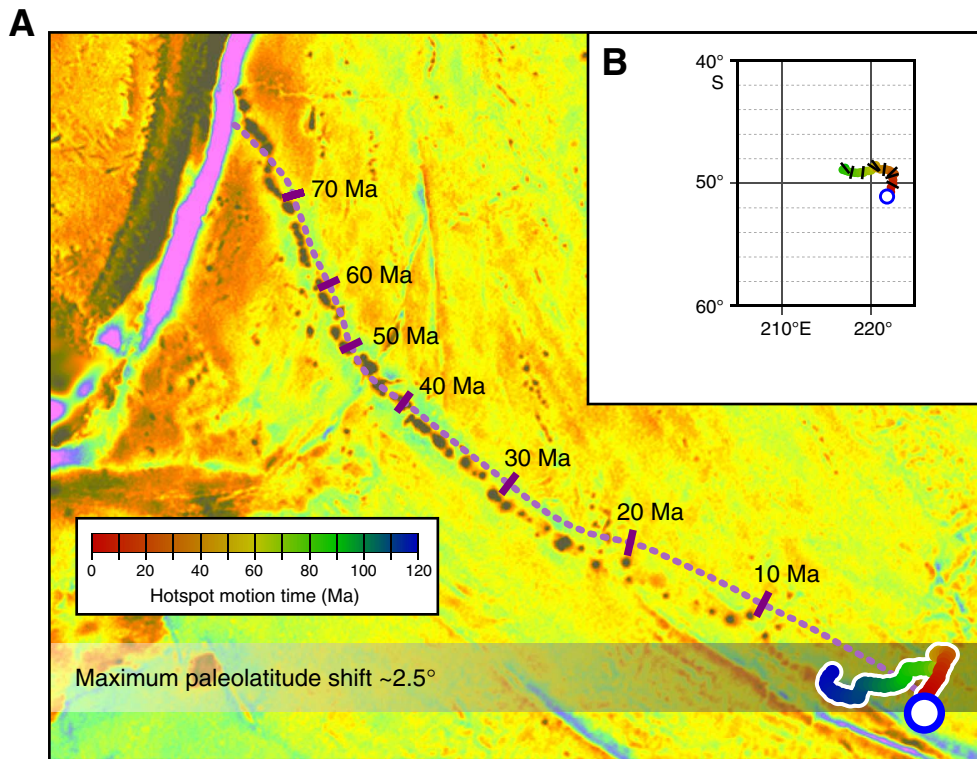 A
B
40°
S
50°
60°
210°E 220°
70 Ma
60 Ma
50 Ma
40 Ma
30 Ma
20 Ma
10 Ma
0 20 40 60 80 100 120
Hotspot motion time (Ma)
Maximum paleolatitude shift ~2.5°